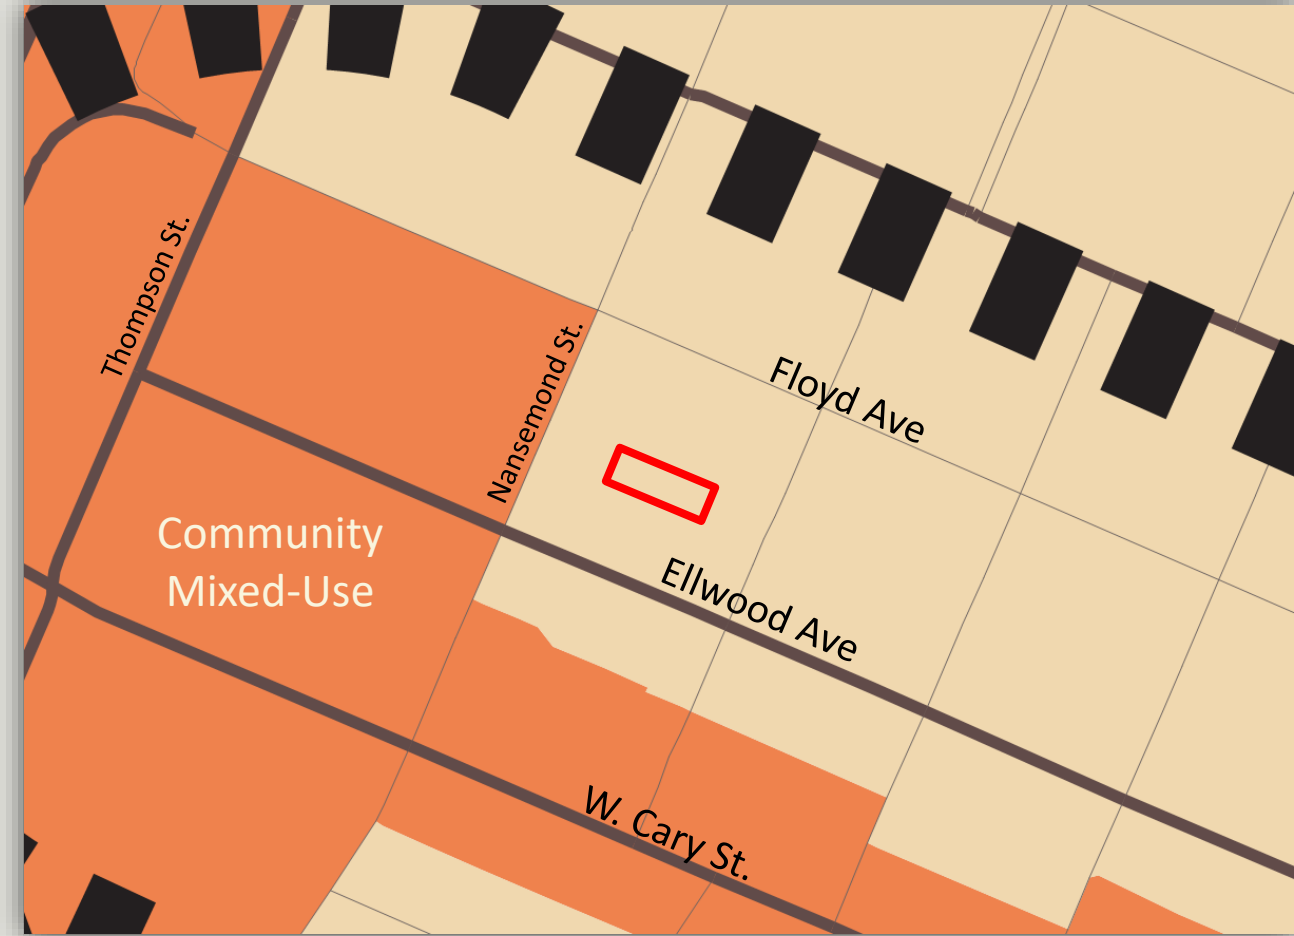 Thompson St.
Nansemond St.
Floyd Ave
Community
Mixed-Use
Ellwood Ave
W. Cary St.